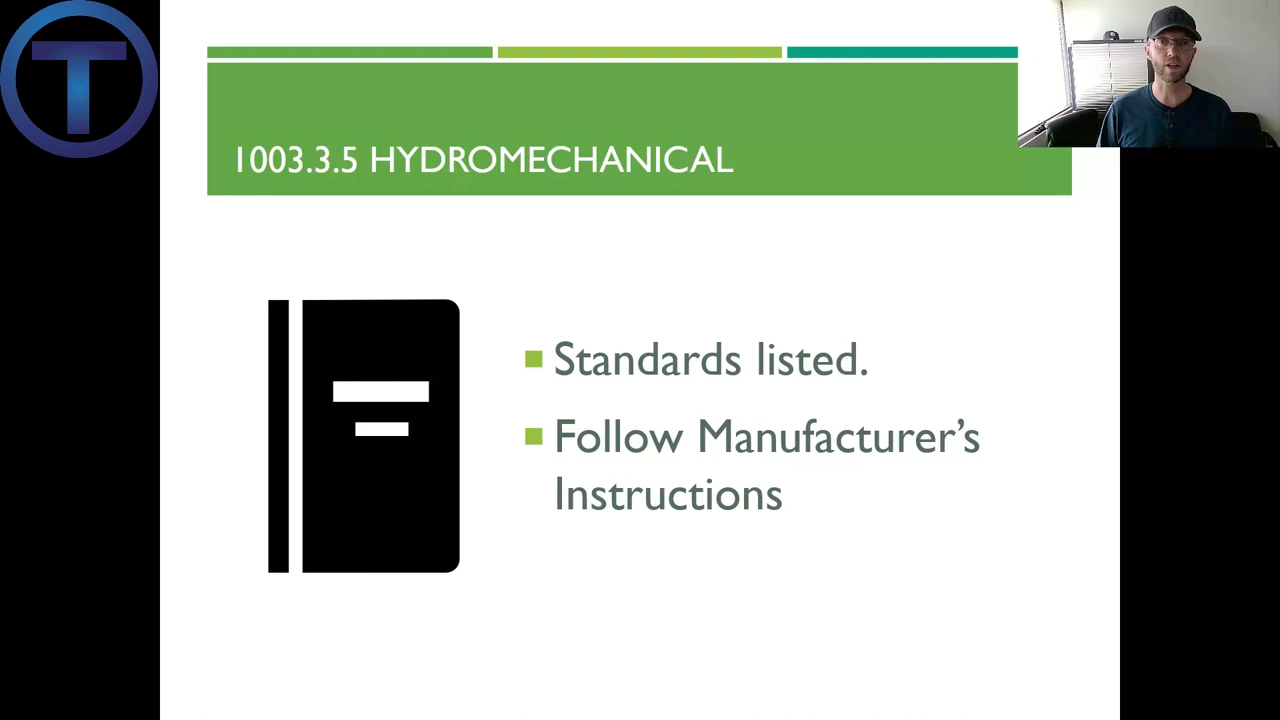 T
1003.3.5 HYDROMECHANICAL
Standards listed.
Follow Manufacturer’s
Instructions